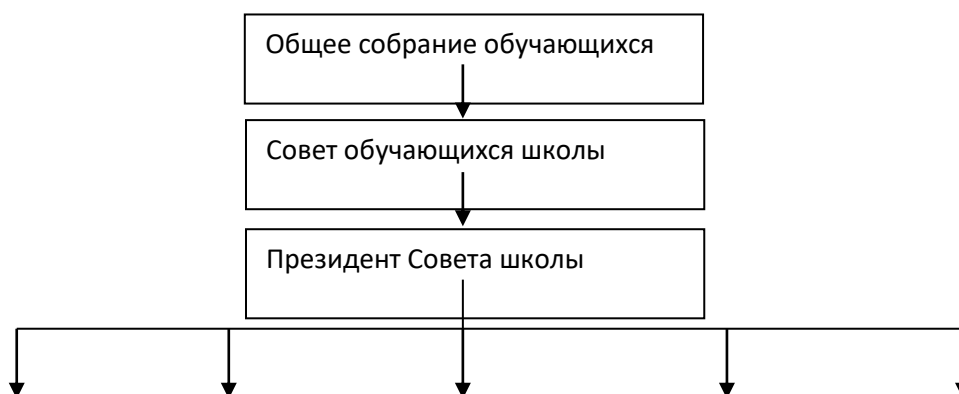 Общее собрание обучающихся
Совет обучающихся школы
Президент Совета школы